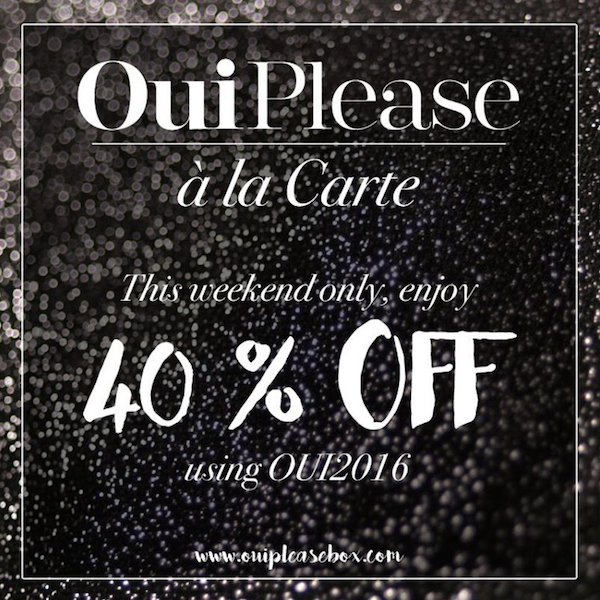 OuiPlease
à la Carte
This weekend only, enjoy
40 % OFF
using OUI2016
www.ouipleasebox.com